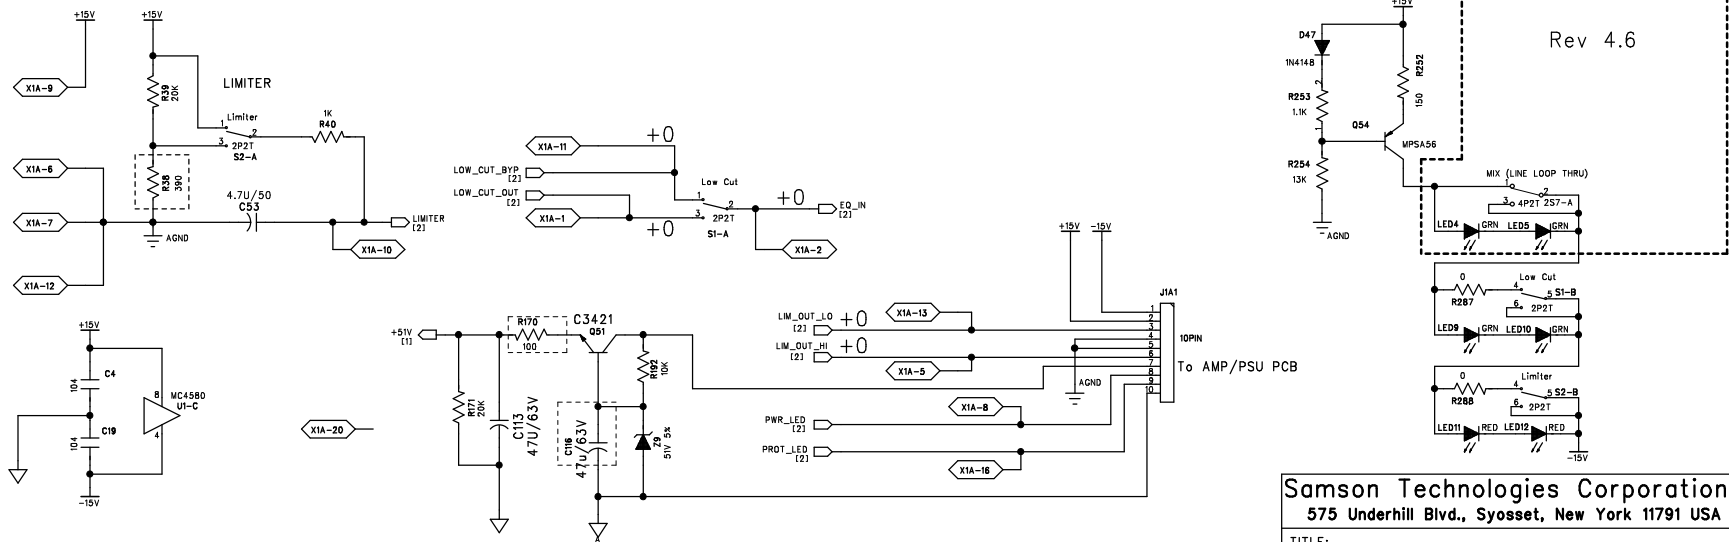 +15V
+15V
X1A-9
R39
20K
LIMITER
Limiter
1
2
3
2P2T
S2-A
1K
R40
X1A-6
R38
390
4.7U/50
C53
X1A-7
AGND
LIMITER
[2]
X1A-10
X1A-12
X1A-11
+0
LOW_CUT_BYP
[2]
LOW_CUT_OUT
[2]
X1A-1
+0
Low Cut
1
2
3
2P2T
S1-A
+0
EQ_IN
[2]
X1A-2
+15V
D47
1N4148
2
R253
1.1K
1
R254
13K
AGND
R252
150
Q54
MPSA56
Rev 4.6
MIX (LINE LOOP THRU)
1
2
3
4P2T
2S7-A
LED4
GRN
LED5
GRN
0
R287
Low Cut
4
5
S1-B
6
2P2T
LED9
GRN
LED10
GRN
0
R288
Limiter
4
5
S2-B
6
2P2T
LED11
RED
LED12
RED
-15V
+15V
C4
104
8
MC4580
U1-C
4
C19
104
-15V
X1A-20
+51V
[1]
R170
100
C3421
Q51
R171
20K
C113
47U/63V
C116
47u/63V
R192
10K
Z9
51V 5%
A
+15V
-15V
J1A1
1
2
3
4
5
6
7
8
9
10
10PIN
To AMP/PSU PCB
AGND
X1A-13
LIM_OUT_LO
[2]
+0
LIM_OUT_HI
[2]
+0
X1A-5
X1A-8
PWR_LED
[2]
PROT_LED
[2]
X1A-16
Samson Technologies Corporation
575 Underhill Blvd., Syosset, New York 11791 USA
TITLE: